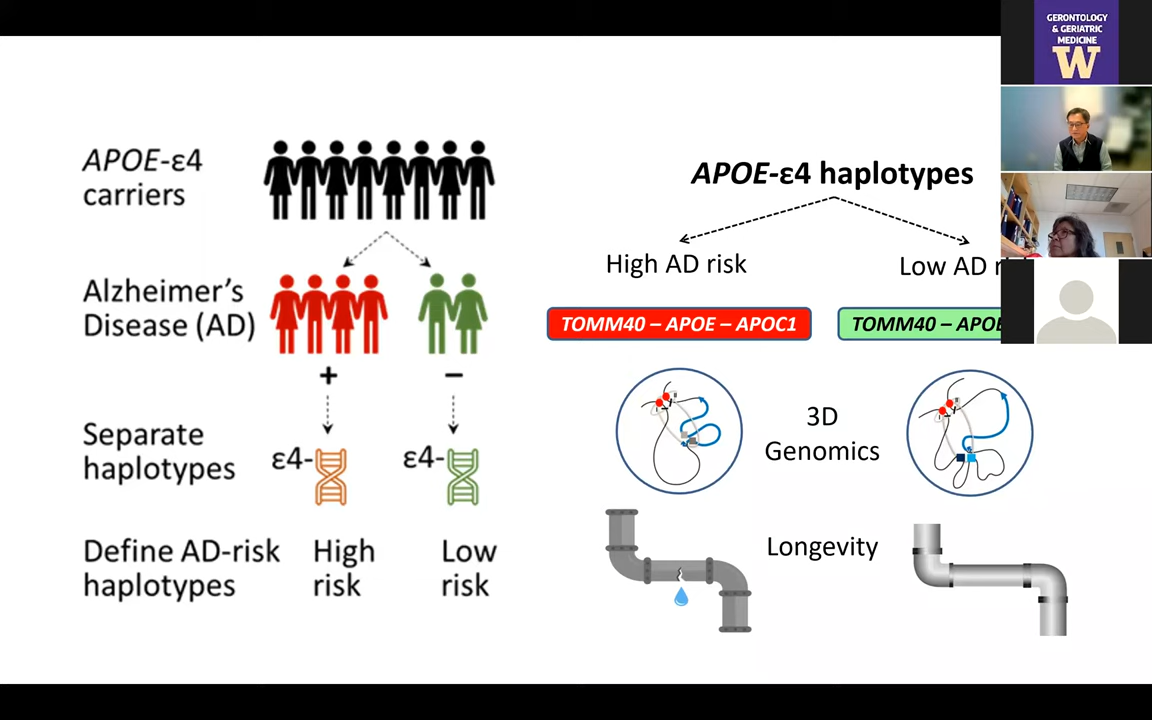 GERONTOLOGY
& GERIATRIC
MEDICINE
W
APOE-ε4
carriers
Alzheimer's
Disease (AD)
+
−
Separate
haplotypes
ε4-
ε4-
Define AD-risk
haplotypes
High
risk
Low
risk
APOE-ε4 haplotypes
High AD risk
Low AD r
TOMM40 – APOE – APOC1
TOMM40 – APOE
3D
Genomics
Longevity